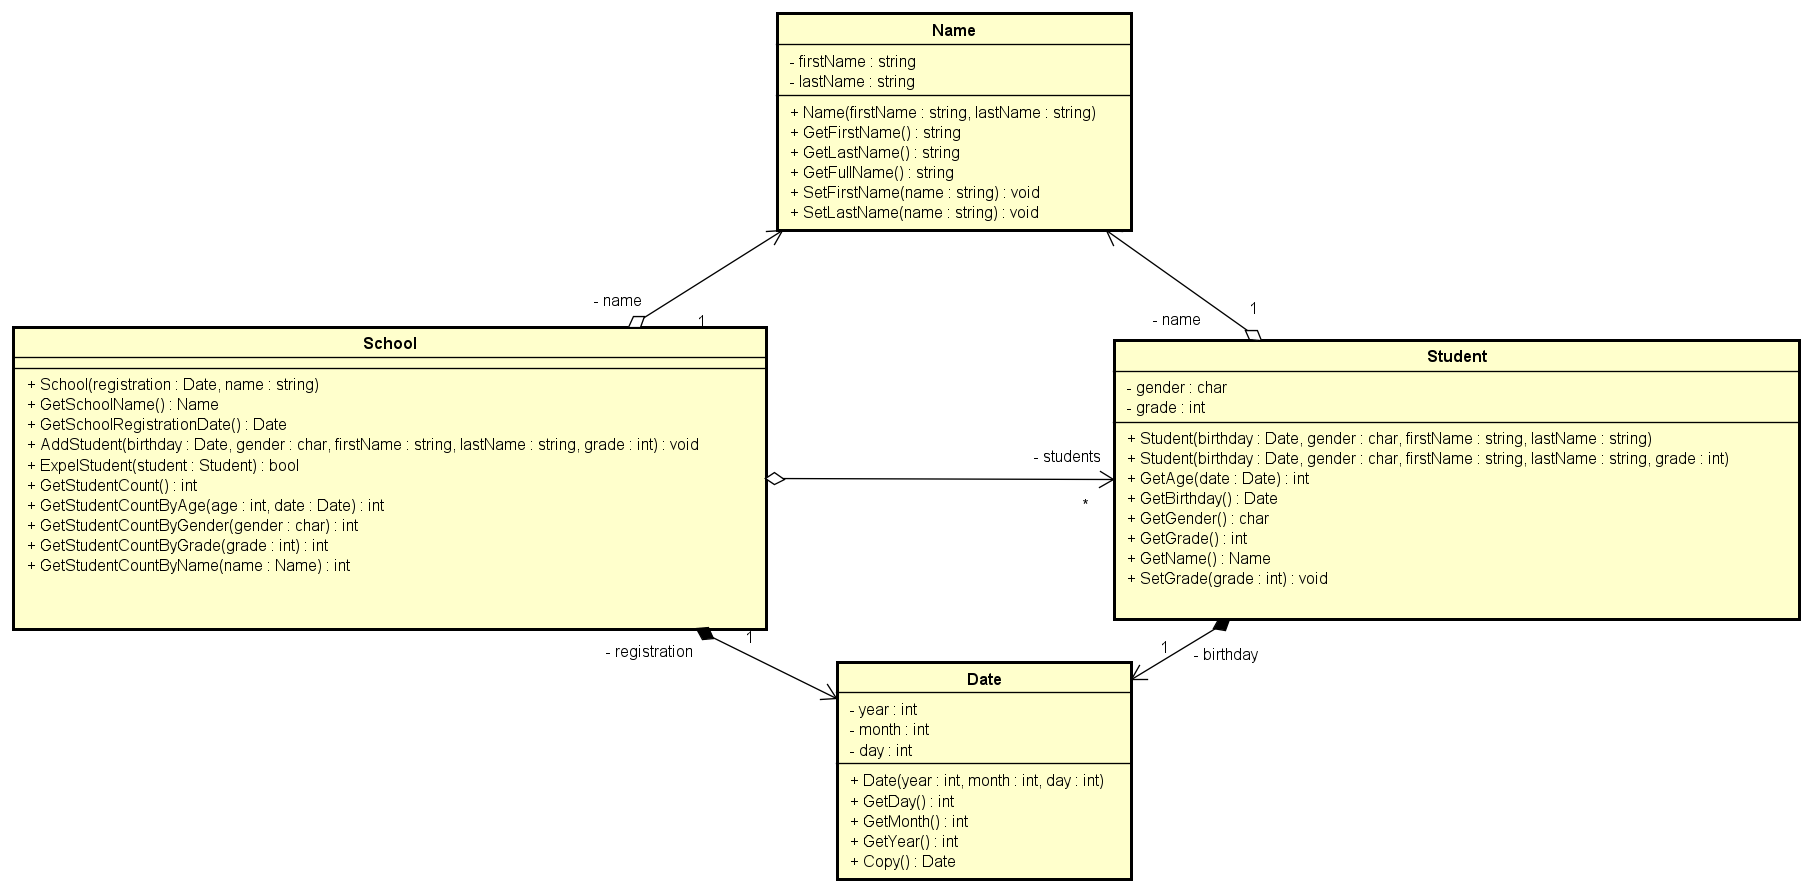 Name
- firstName : string
- lastName : string
+ Name(firstName : string, lastName : string)
+ GetFirstName() : string
+ GetLastName() : string
+ GetFullName() : string
+ SetFirstName(name : string) : void
+ SetLastName(name : string) : void
- name
1
- name
1
School
+ School(registration : Date, name : string)
+ GetSchoolName() : Name
+ GetSchoolRegistrationDate() : Date
+ AddStudent(birthday : Date, gender : char, firstName : string, lastName : string, grade : int) : void
+ ExpelStudent(student : Student) : bool
+ GetStudentCount() : int
+ GetStudentCountByAge(age : int, date : Date) : int
+ GetStudentCountByGender(gender : char) : int
+ GetStudentCountByGrade(grade : int) : int
+ GetStudentCountByName(name : Name) : int
- students
*
Student
- gender : char
- grade : int
+ Student(birthday : Date, gender : char, firstName : string, lastName : string)
+ Student(birthday : Date, gender : char, firstName : string, lastName : string, grade : int)
+ GetAge(date : Date) : int
+ GetBirthday() : Date
+ GetGender() : char
+ GetGrade() : int
+ GetName() : Name
+ SetGrade(grade : int) : void
1
- registration
1
- birthday
Date
- year : int
- month : int
- day : int
+ Date(year : int, month : int, day : int)
+ GetDay() : int
+ GetMonth() : int
+ GetYear() : int
+ Copy() : Date